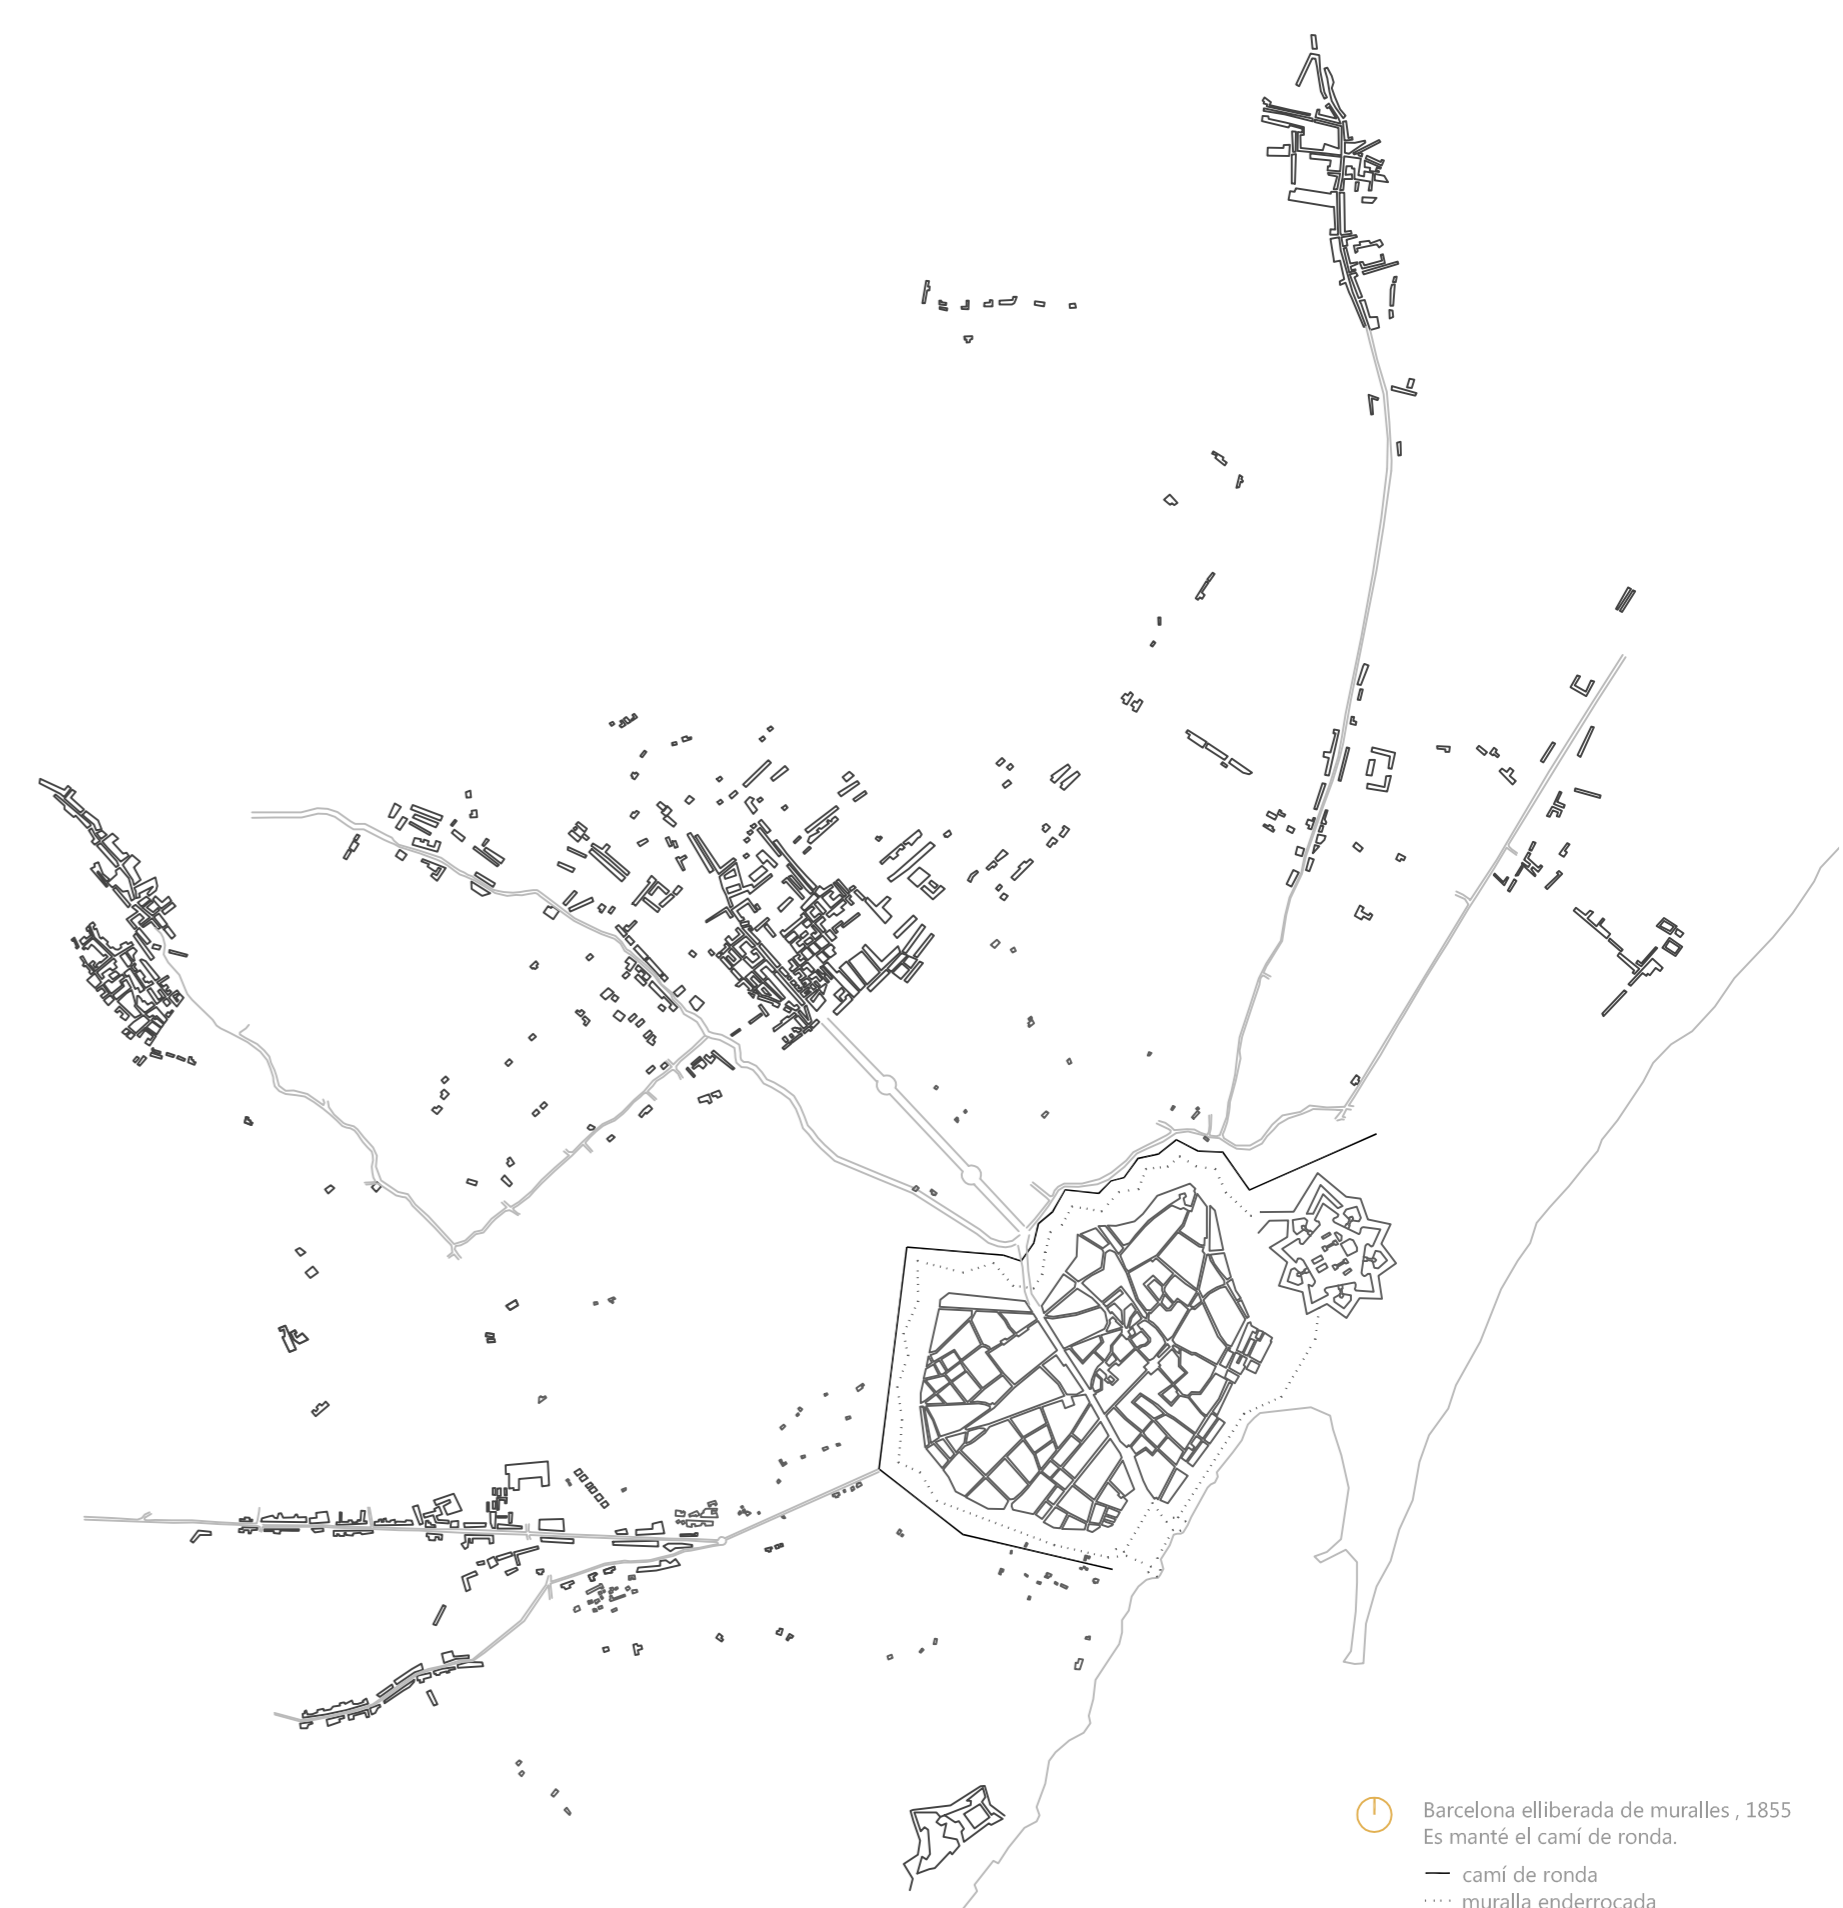 Barcelona elliberada de muralles , 1855
Es manté el camí de ronda.
camí de ronda
muralla enderrocada